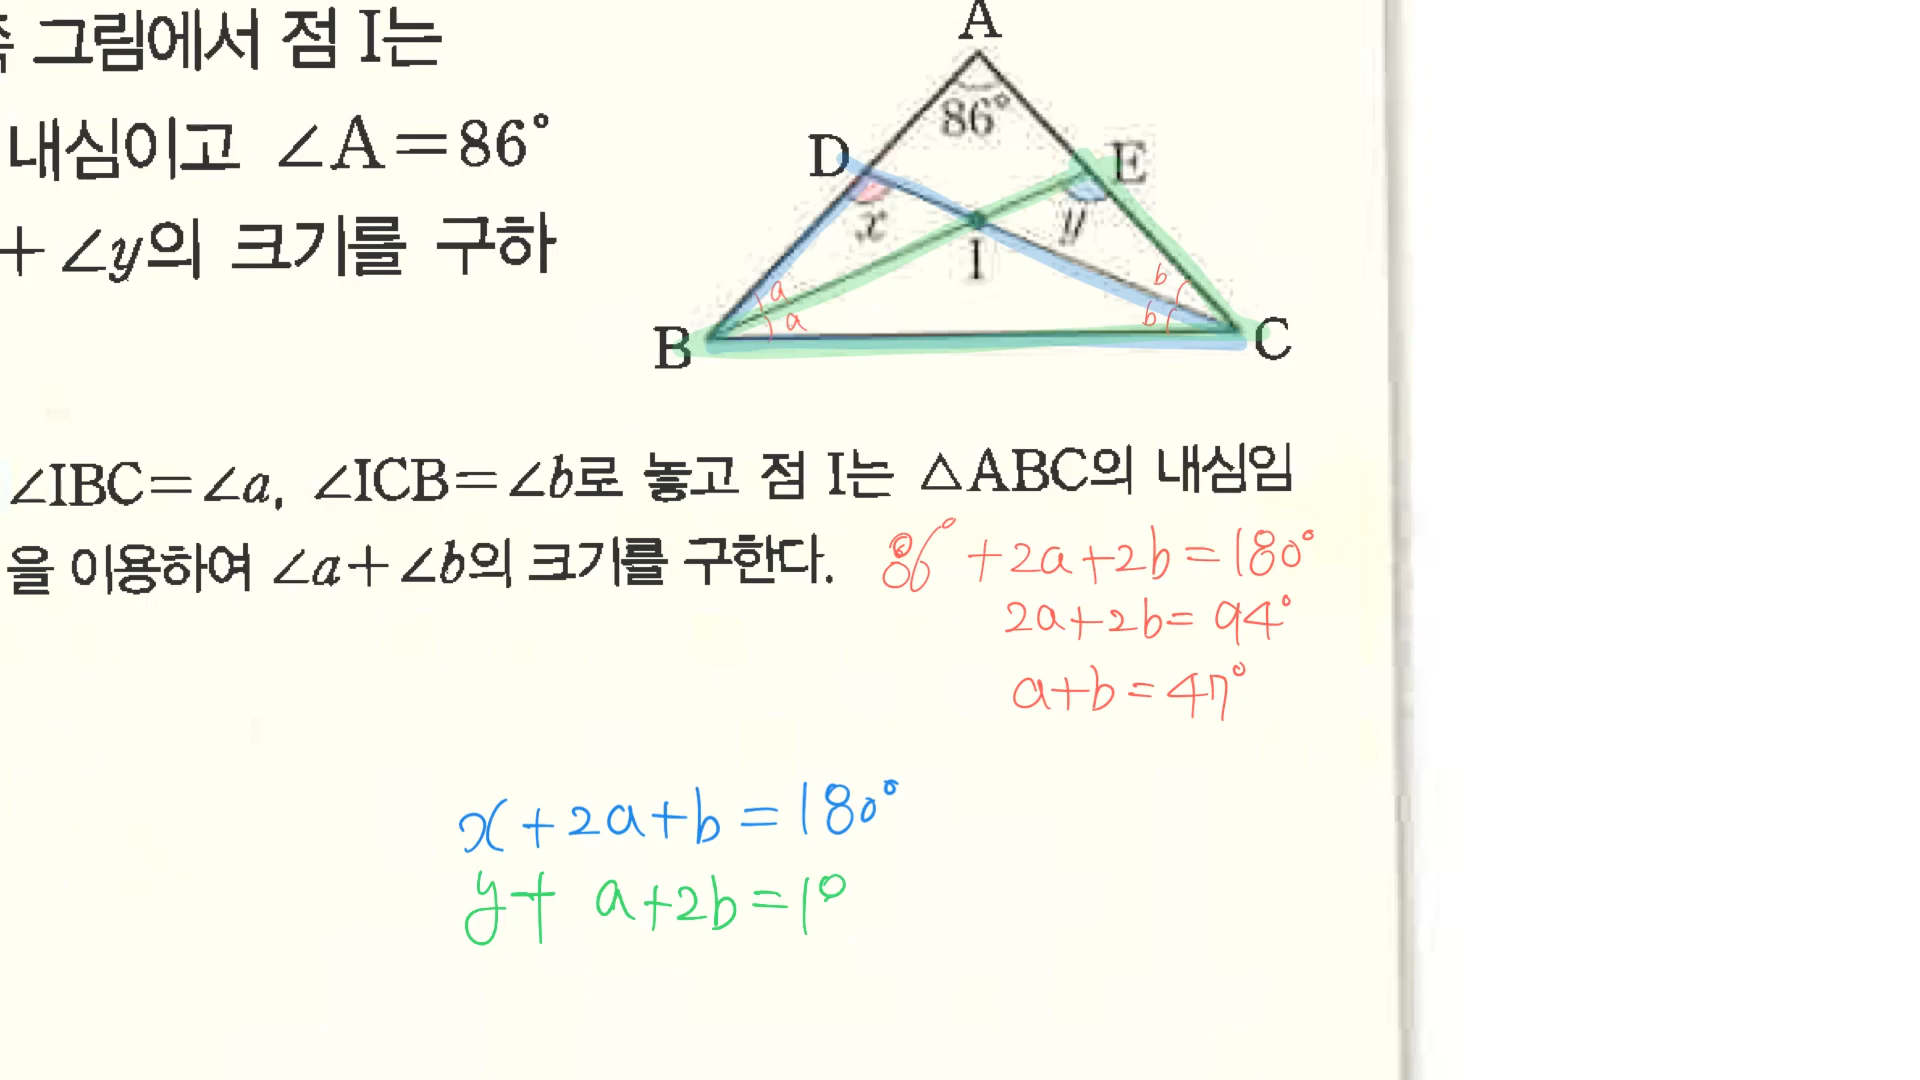 그림에서 점 I는
내심이고 ∠A=86°
+∠y의 크기를 구하
A
86°
D
E
x
y
I
a
a
b
b
B
C
∠IBC=∠a, ∠ICB=∠b로 놓고 점 I는 △ABC의 내심임
을 이용하여 ∠a+∠b의 크기를 구한다.
86°+2a+2b=180°
2a+2b=94°
a+b=47°
x+2a+b=180°
y+ a+2b=1°